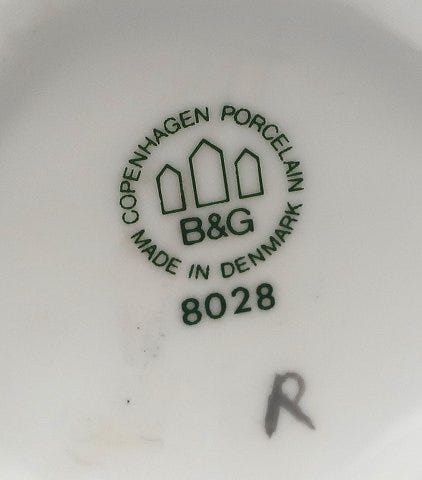 COPENHAGEN PORCELAIN
B&G
MADE IN DENMARK
8028
R